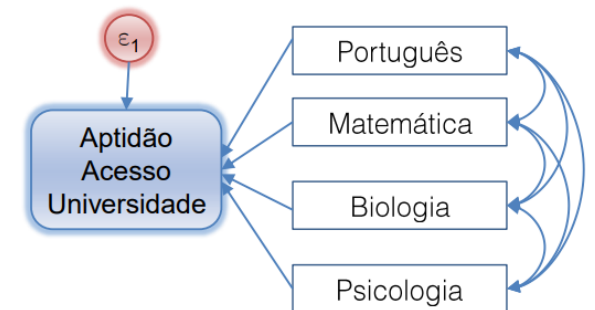 ε1
Português
Matemática
Aptidão
Acesso
Universidade
Biologia
Psicologia